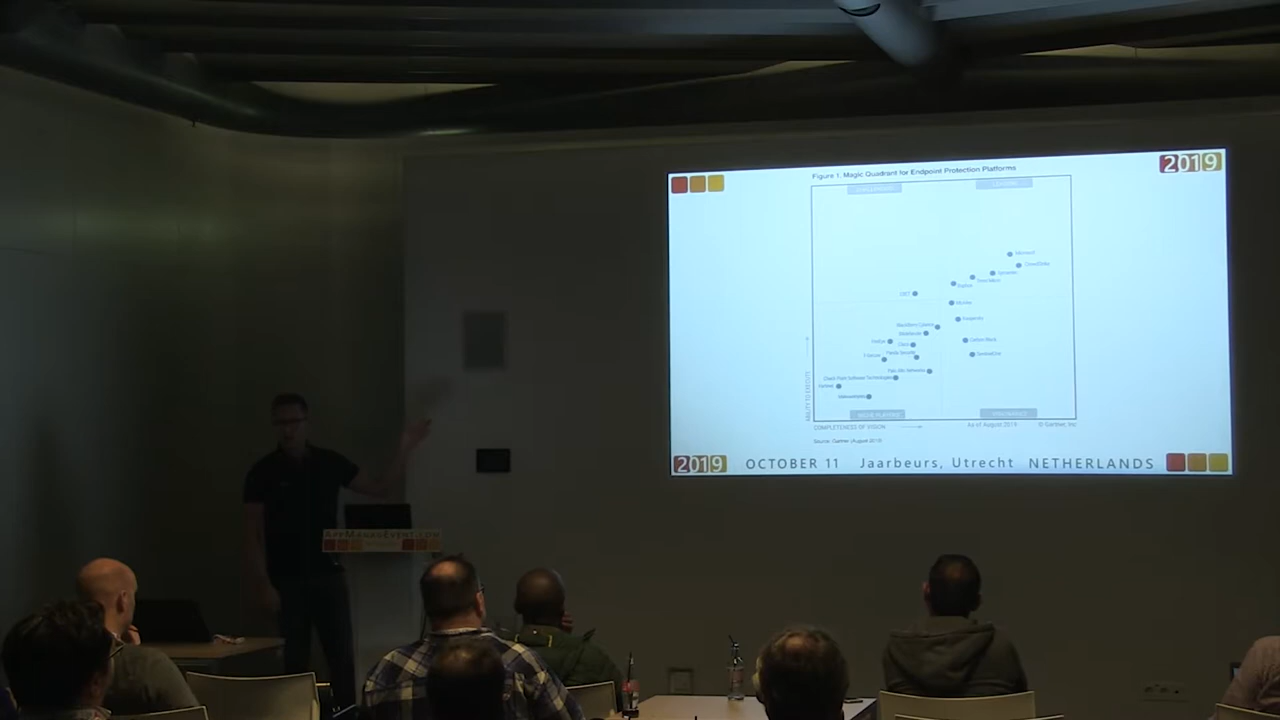 2019
Figure 1. Magic Quadrant for Endpoint Protection Platforms
CHALLENGERS
LEADERS
Microsoft
CrowdStrike
Symantec
Trend Micro
Sophos
ESET
McAfee
Kaspersky
BlackBerry Cylance
Bitdefender
Carbon Black
FireEye
Cisco
SentinelOne
F-Secure
Panda Security
Palo Alto Networks
Check Point Software Technologies
Fortinet
Malwarebytes
ABILITY TO EXECUTE
NICHE PLAYERS
VISIONARIES
COMPLETENESS OF VISION
As of August 2019
© Gartner, Inc
Source: Gartner (August 2019)
2019 OCTOBER 11 Jaarbeurs, Utrecht NETHERLANDS
APPMANAGEVENT.COM